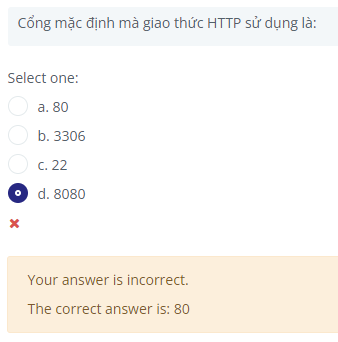 Cổng mặc định mà giao thức HTTP sử dụng là:
Select one:
a. 80
b. 3306
c. 22
d. 8080
Your answer is incorrect.
The correct answer is: 80